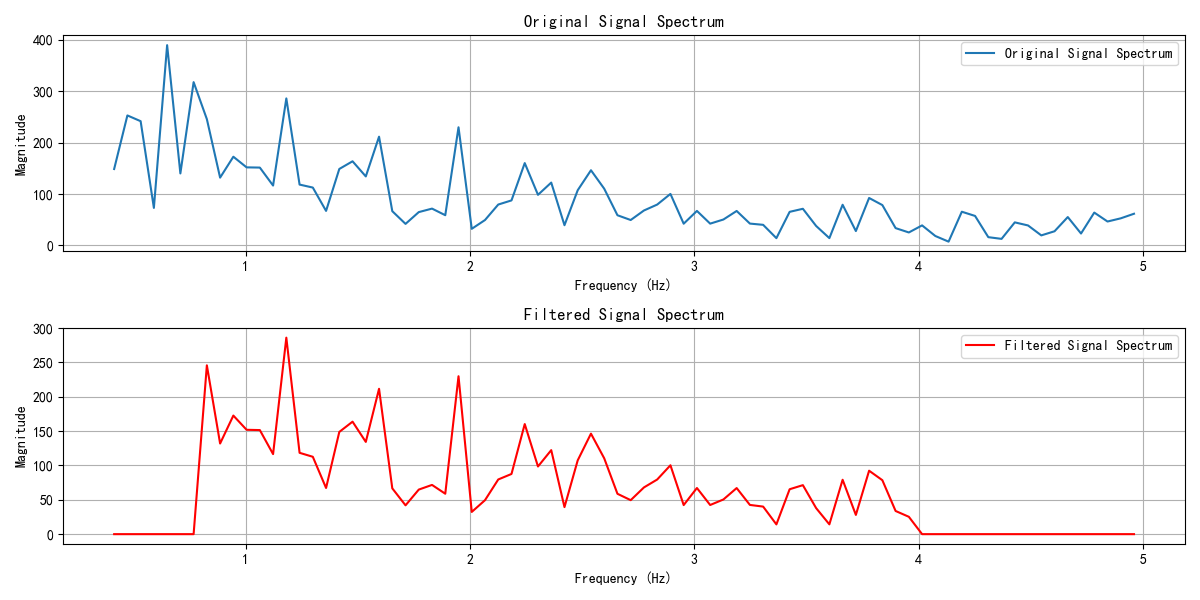 Original Signal Spectrum
400
300
200
100
0
Magnitude
Original Signal Spectrum
1 2 3 4 5
Frequency (Hz)
Filtered Signal Spectrum
300
250
200
150
100
50
0
Magnitude
Filtered Signal Spectrum
1 2 3 4 5
Frequency (Hz)